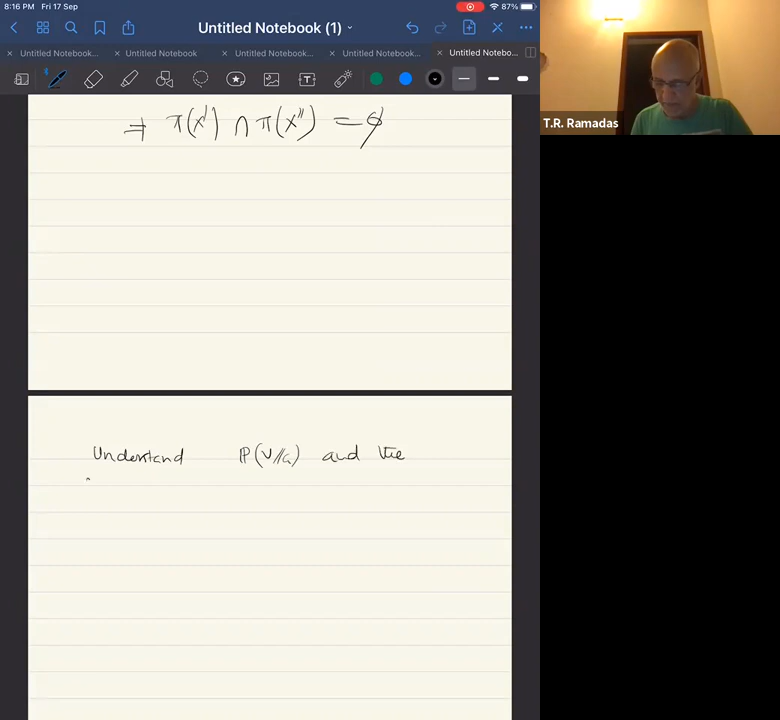 8:16 PM Fri 17 Sep
87%
Untitled Notebook (1)
Untitled Notebook...
Untitled Notebook
Untitled Notebook...
Untitled Notebook...
Untitled Notebo...
T.R. Ramadas
⇒ π(x') ∩ π(x'') = ∅
Understand ℙ(V//G) and the